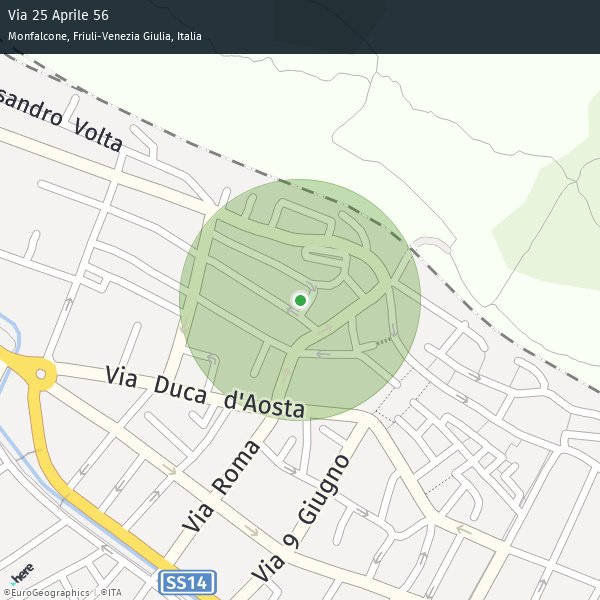 Via 25 Aprile 56
Monfalcone, Friuli-Venezia Giulia, Italia
sandro Volta
Via Duca d'Aosta
Via Roma
Via 9 Giugno
SS14
here
©EuroGeographics | ©ITA